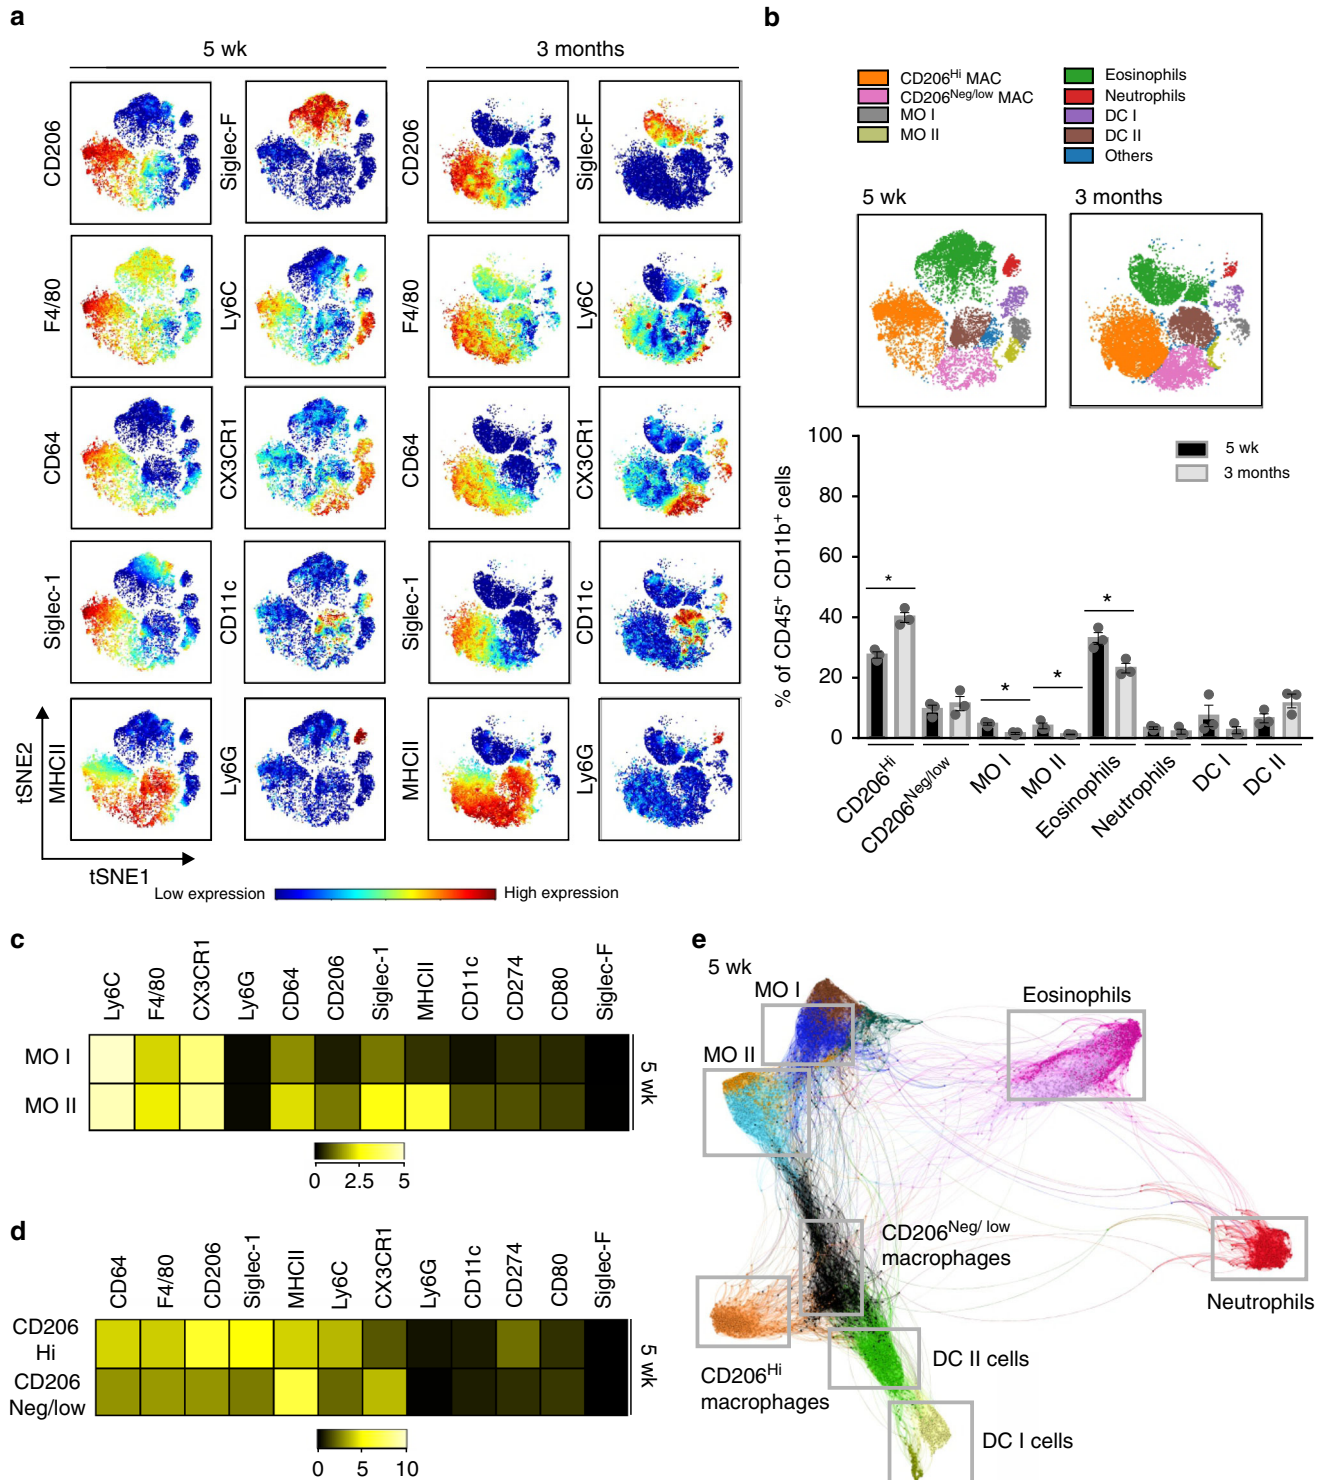 a
5 wk
3 months
CD206
Siglec-F
CD206
Siglec-F
F4/80
Ly6C
F4/80
Ly6C
CD64
CX3CR1
CD64
CX3CR1
Siglec-1
CD11c
Siglec-1
CD11c
MHCII
Ly6G
MHCII
Ly6G
tSNE2
tSNE1
Low expression
High expression
b
CD206Hi MAC
CD206Neg/low MAC
MO I
MO II
Eosinophils
Neutrophils
DC I
DC II
Others
5 wk
3 months
% of CD45+ CD11b+ cells
100
80
60
40
20
0
5 wk
3 months
*
*
*
*
CD206Hi
CD206Neg/low
MO I
MO II
Eosinophils
Neutrophils
DC I
DC II
c
Ly6C
F4/80
CX3CR1
Ly6G
CD64
CD206
Siglec-1
MHCII
CD11c
CD274
CD80
Siglec-F
MO I
MO II
5 wk
0 2.5 5
d
CD64
F4/80
CD206
Siglec-1
MHCII
Ly6C
CX3CR1
Ly6G
CD11c
CD274
CD80
Siglec-F
CD206
Hi
CD206
Neg/low
5 wk
0 5 10
e
5 wk
MO I
MO II
Eosinophils
CD206Neg/ low
macrophages
Neutrophils
CD206Hi
macrophages
DC II cells
DC I cells